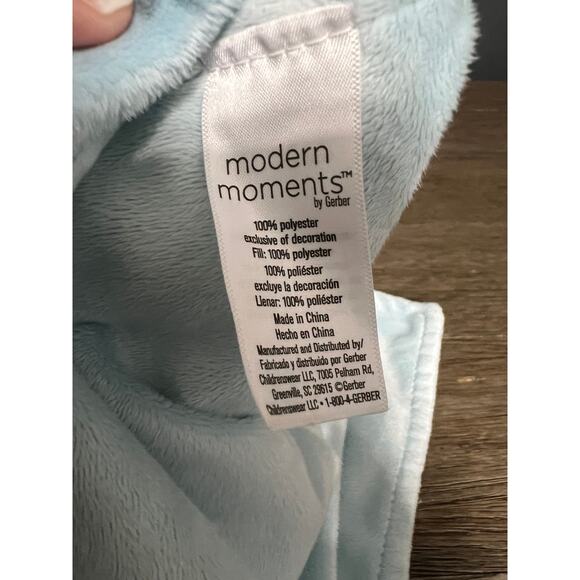 modern
moments™
by Gerber
100% polyester
exclusive of decoration
Fill: 100% polyester
100% poliéster
excluye la decoración
Llenar: 100% poliéster
Made in China
Hecho en China
Manufactured and Distributed by/
Fabricado y distribuido por Gerber
Childrenswear LLC, 7005 Pelham Rd,
Greenville, SC 29615 ©Gerber
Childrenswear LLC • 1-800-4-GERBER